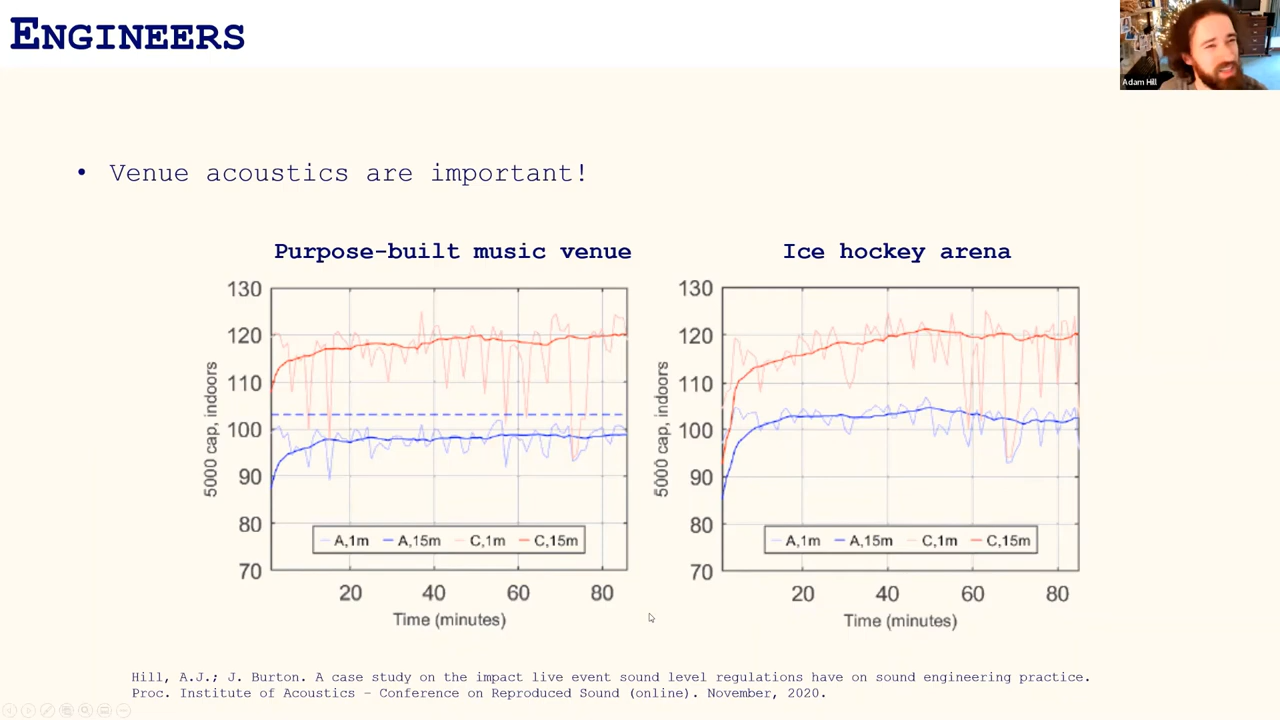 ENGINEERS
Adam Hill
• Venue acoustics are important!
Purpose-built music venue
130
120
110
100
90
80
70
5000 cap, indoors
A,1m A,15m C,1m C,15m
20 40 60 80
Time (minutes)
Ice hockey arena
130
120
110
100
90
80
70
5000 cap, indoors
A,1m A,15m C,1m C,15m
20 40 60 80
Time (minutes)
Hill, A.J.; J. Burton. A case study on the impact live event sound level regulations have on sound engineering practice.
Proc. Institute of Acoustics – Conference on Reproduced Sound (online). November, 2020.